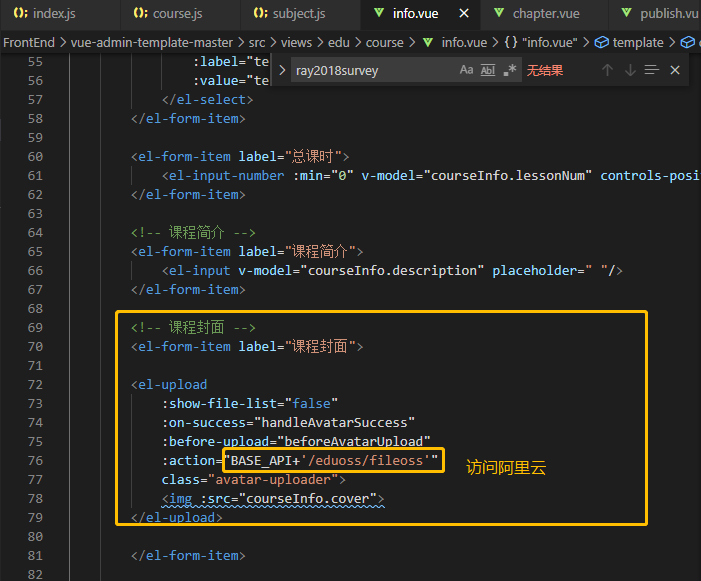 index.js course.js subject.js info.vue chapter.vue publish.vu
FrontEnd > vue-admin-template-master > src > views > edu > course > info.vue > {} "info.vue" > template >
ray2018survey Aa Abl .* 无结果
55 :label="te
56 :value="te
57 </el-select>
58 </el-form-item>
59
60 <el-form-item label="总课时">
61 <el-input-number :min="0" v-model="courseInfo.lessonNum" controls-posit
62 </el-form-item>
63
64 <!-- 课程简介 -->
65 <el-form-item label="课程简介">
66 <el-input v-model="courseInfo.description" placeholder=" "/>
67 </el-form-item>
68
69 <!-- 课程封面 -->
70 <el-form-item label="课程封面">
71
72 <el-upload
73 :show-file-list="false"
74 :on-success="handleAvatarSuccess"
75 :before-upload="beforeAvatarUpload"
76 :action="BASE_API+'/eduoss/fileoss'" 访问阿里云
77 class="avatar-uploader">
78 <img :src="courseInfo.cover">
79 </el-upload>
80
81 </el-form-item>
82